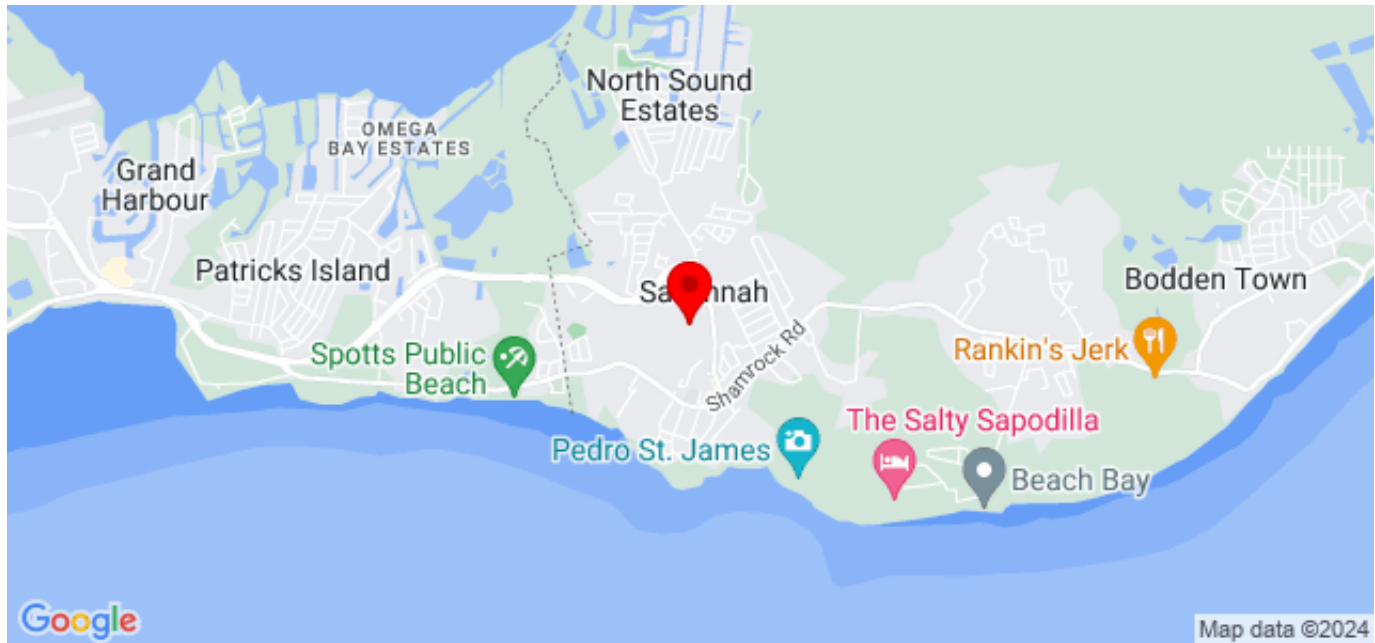 North Sound
Estates
OMEGA
BAY ESTATES
Grand
Harbour
Patricks Island
Savannah
Bodden Town
Spotts Public
Beach
Shamrock Rd
Rankin's Jerk
The Salty Sapodilla
Pedro St. James
Beach Bay
Google
Map data ©2024